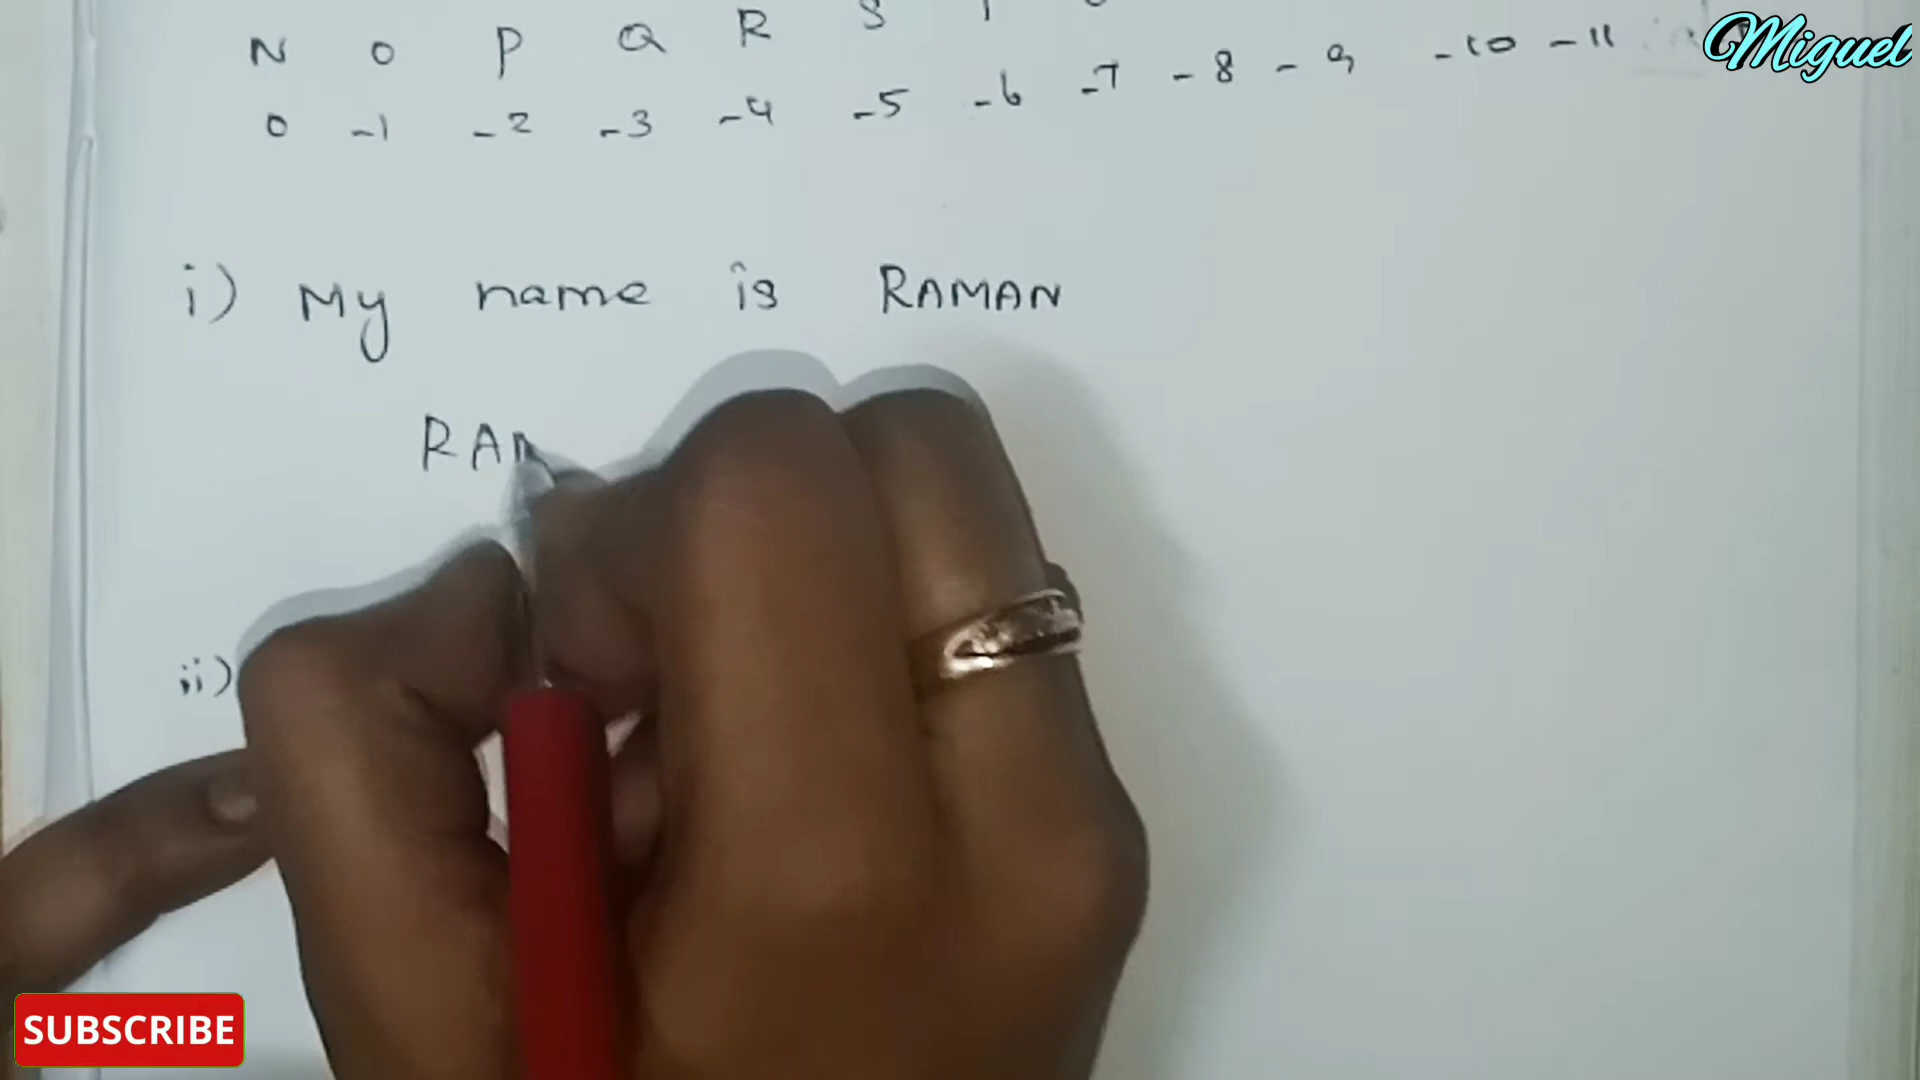 N O P Q R S
0 -1 -2 -3 -4 -5 -6 -7 -8 -9 -10 -11
Miguel
i) My name is RAMAN
RAM
ii)
SUBSCRIBE